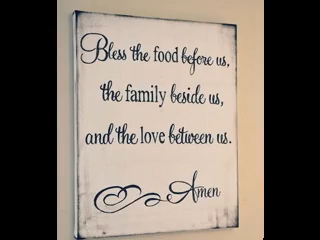 Bless the food before us,
the family beside us,
and the love between us.
Amen